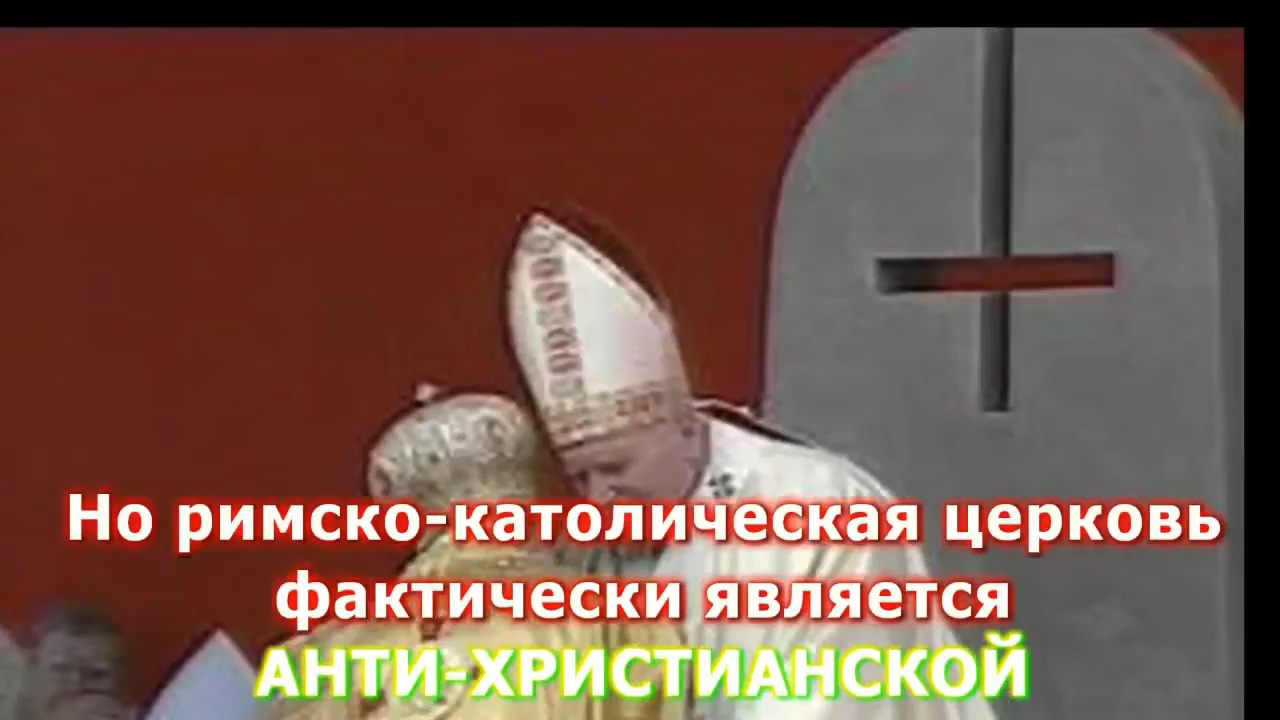 Но римско-католическая церковь
фактически является
АНТИ-ХРИСТИАНСКОЙ